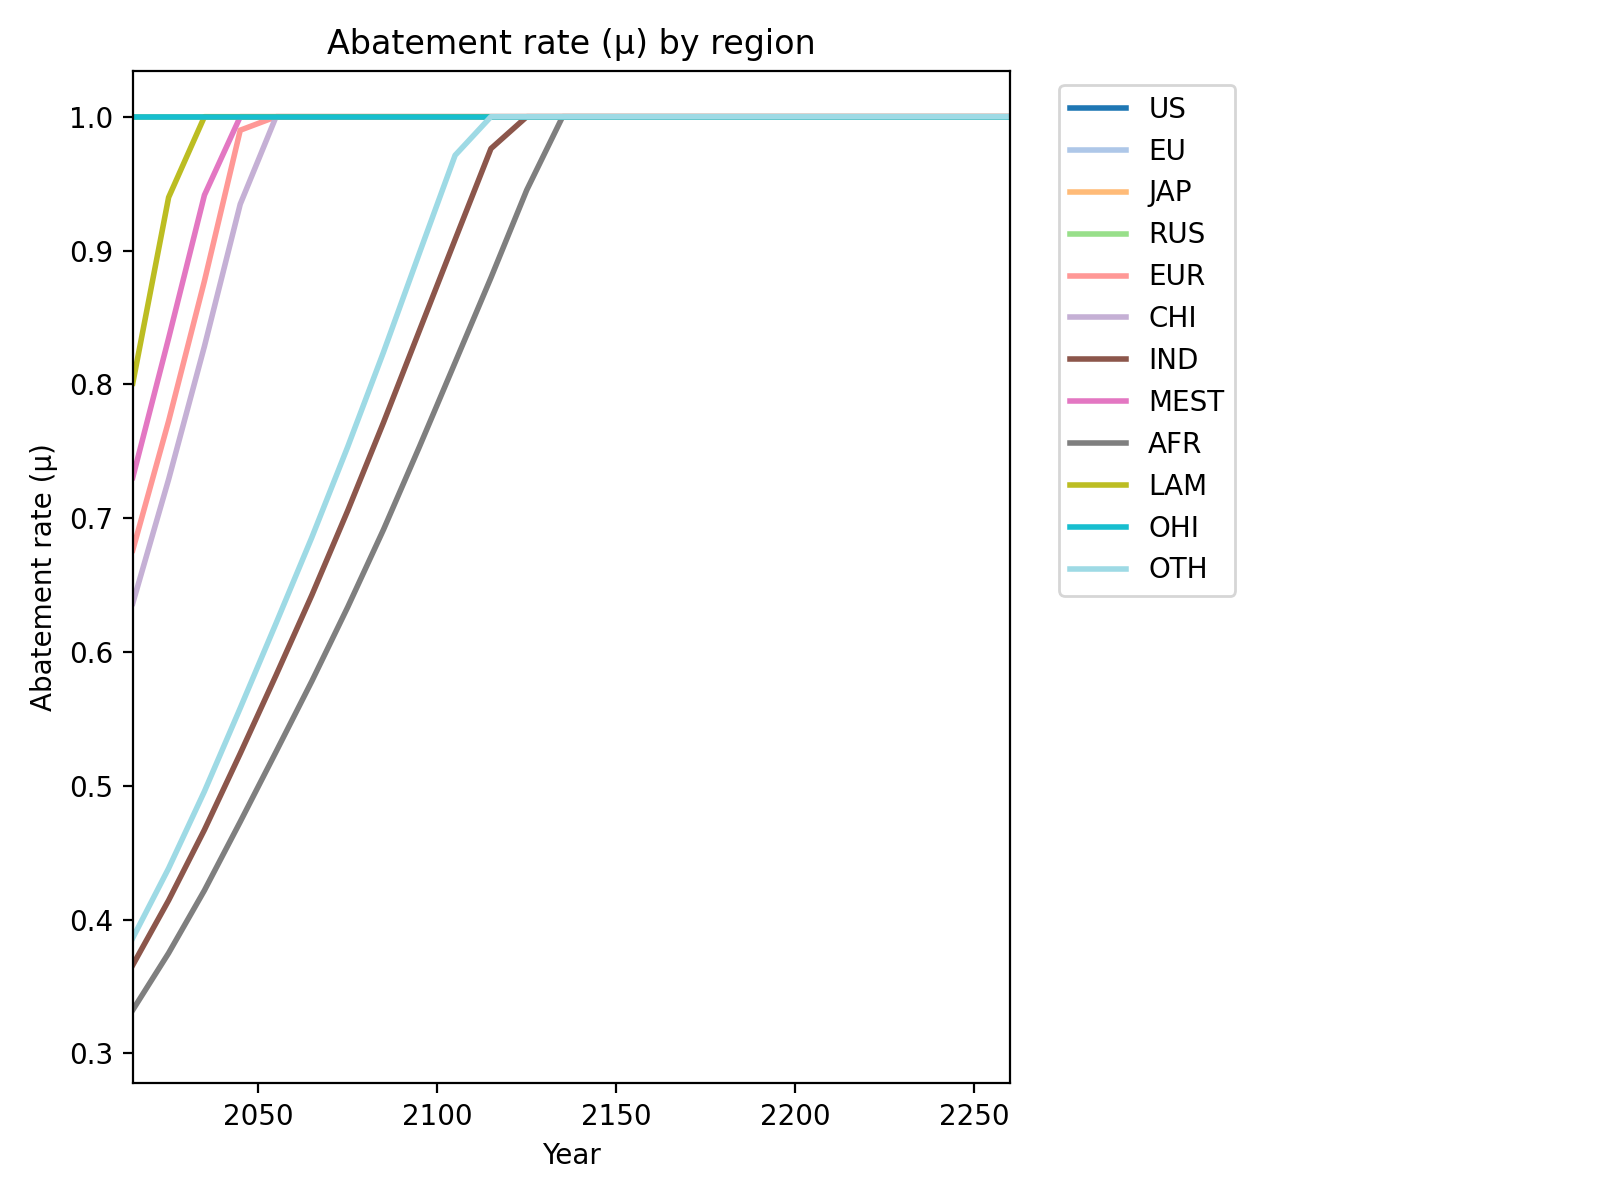 Abatement rate (μ) by region
Abatement rate (μ)
1.0
0.9
0.8
0.7
0.6
0.5
0.4
0.3
2050 2100 2150 2200 2250
Year
US
EU
JAP
RUS
EUR
CHI
IND
MEST
AFR
LAM
OHI
OTH